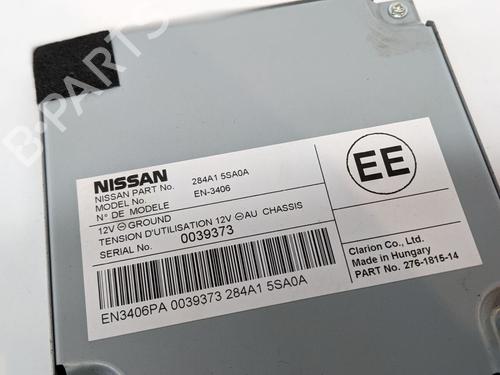 B-PARTS
NISSAN
NISSAN PART No. 284A1 5SA0A
MODEL No. EN-3406
N° DE MODELE
12V ⊖ GROUND
TENSION D'UTILISATION 12V ⊖ AU CHASSIS
SERIAL No. 0039373
EN3406PA 0039373 284A1 5SA0A
EE
Clarion Co., Ltd.
Made in Hungary
PART No. 276-1815-14